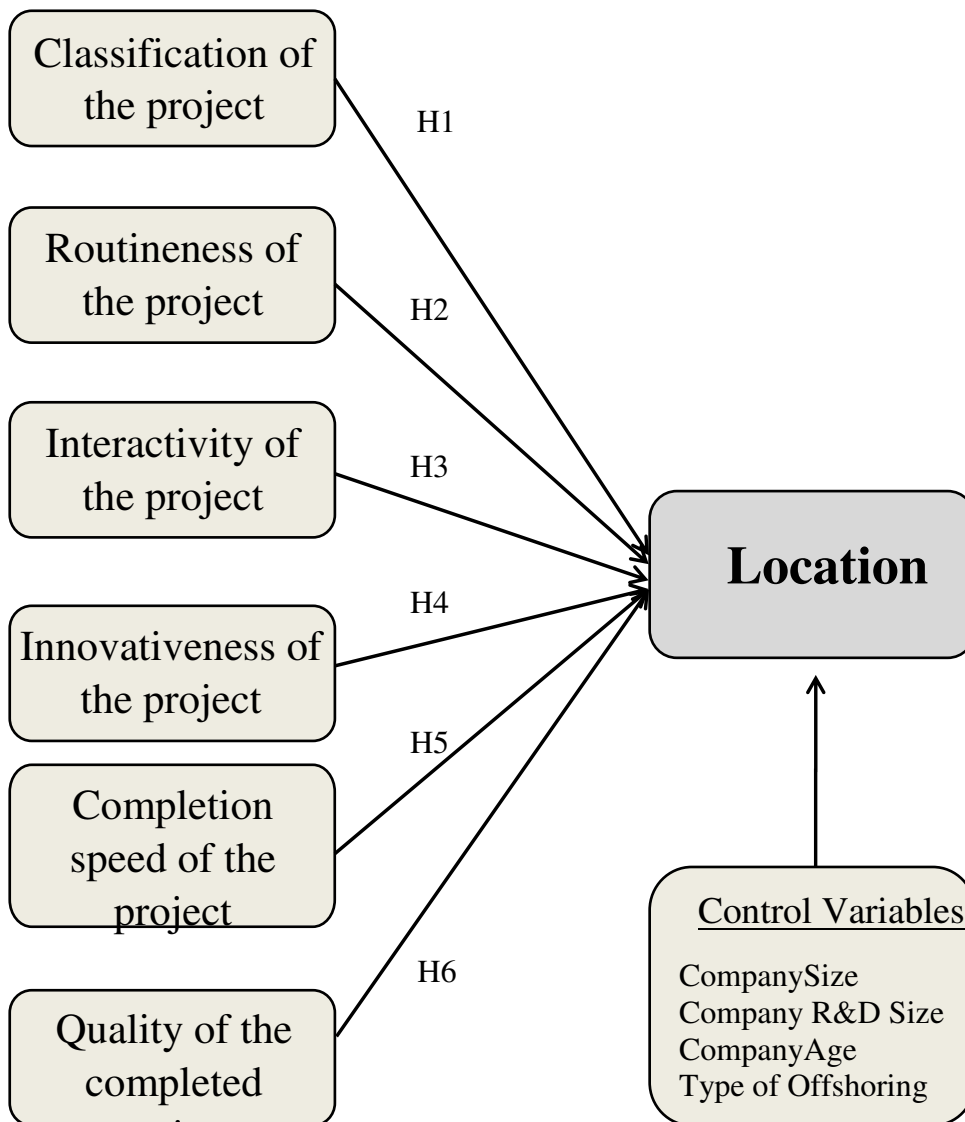 Classification of
the project
H1
Routineness of
the project
H2
Interactivity of
the project
H3
Location
Innovativeness of
the project
H4
Completion
speed of the
project
H5
Quality of the
completed
H6
Control Variables
CompanySize
Company R&D Size
CompanyAge
Type of Offshoring